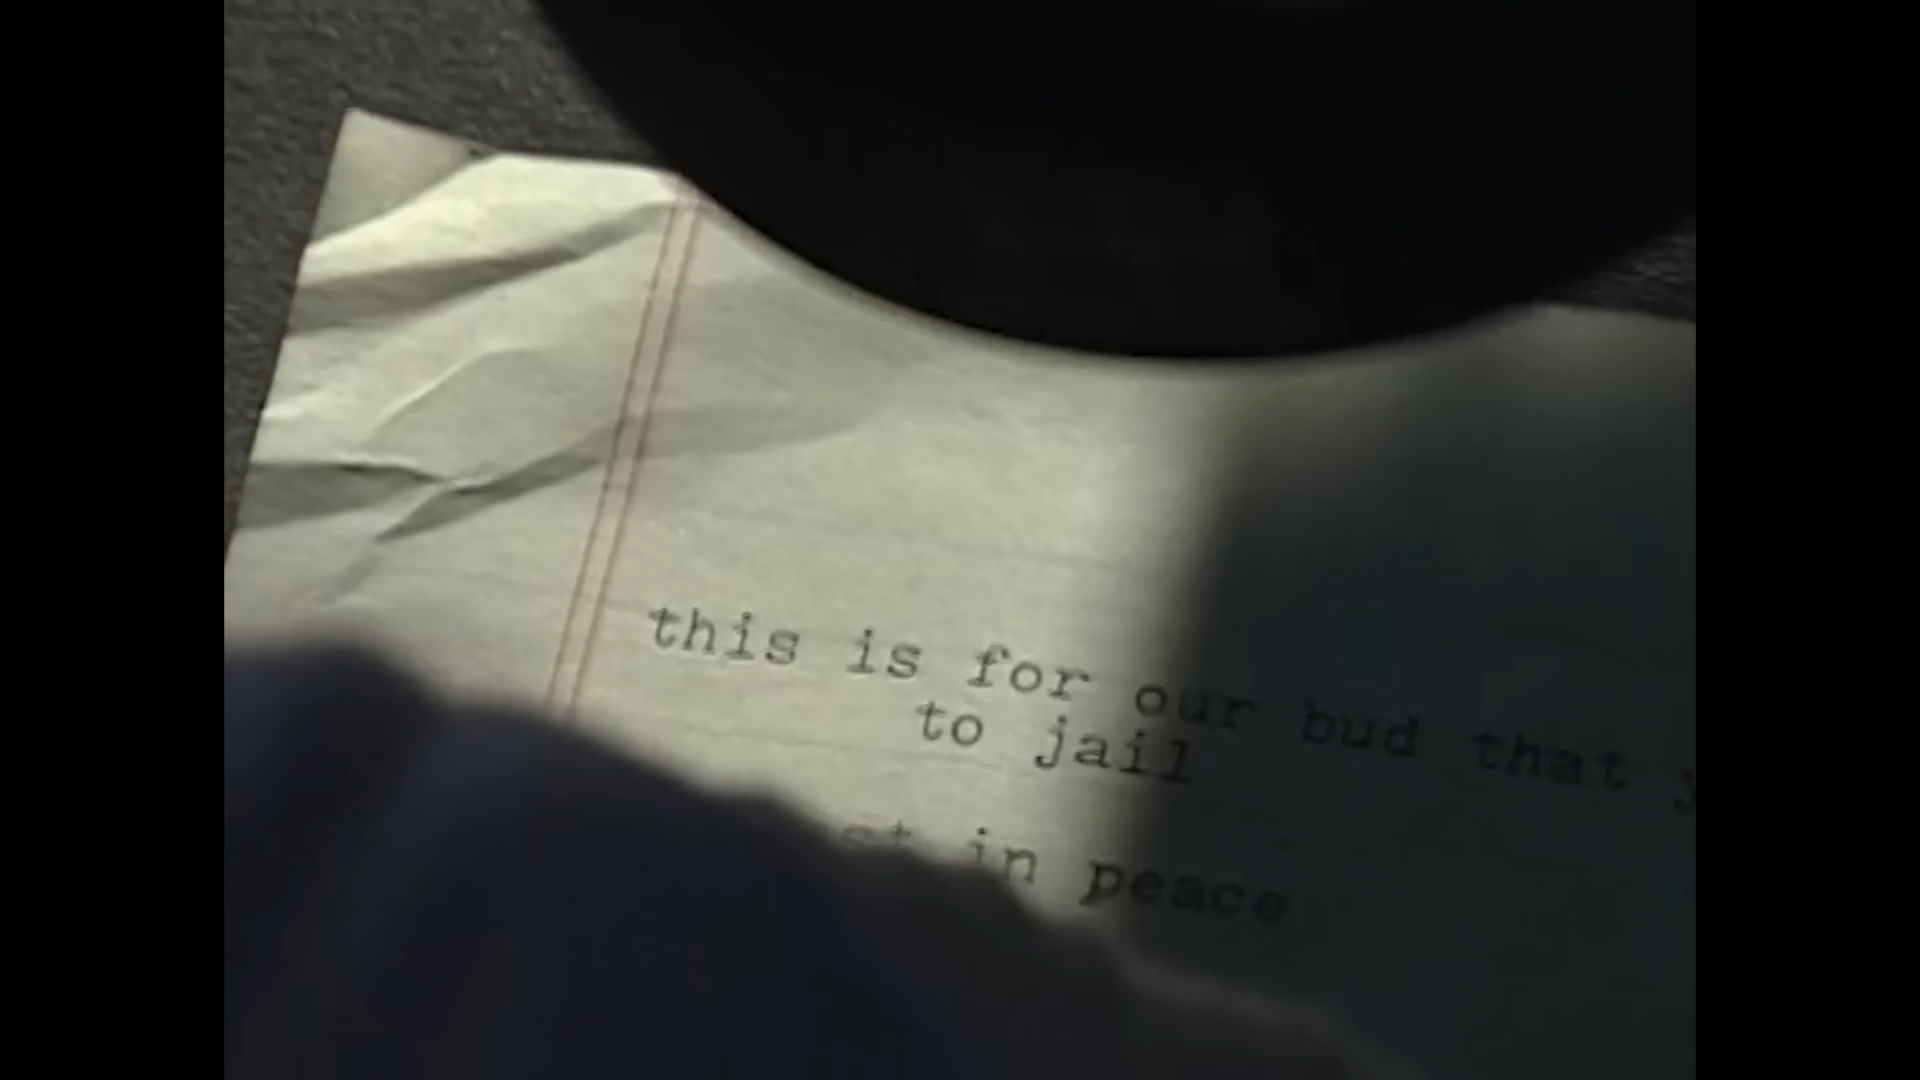 this is for our bud that
to jail
in peace